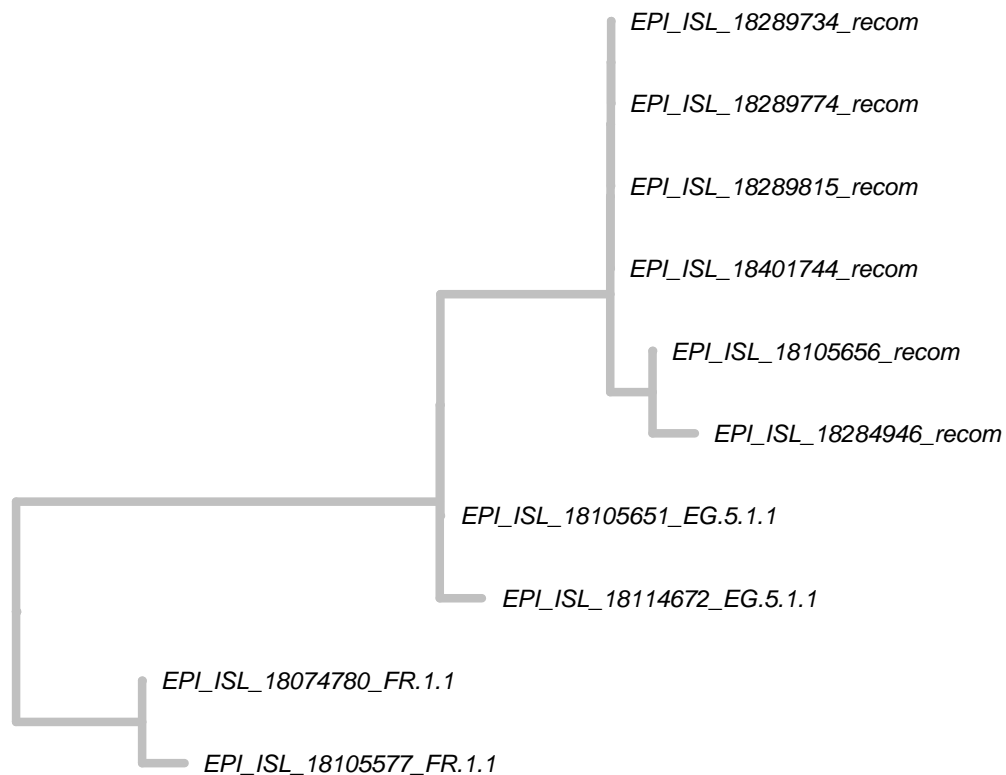 EPI_ISL_18289734_recom
EPI_ISL_18289774_recom
EPI_ISL_18289815_recom
EPI_ISL_18401744_recom
EPI_ISL_18105656_recom
EPI_ISL_18284946_recom
EPI_ISL_18105651_EG.5.1.1
EPI_ISL_18114672_EG.5.1.1
EPI_ISL_18074780_FR.1.1
EPI_ISL_18105577_FR.1.1